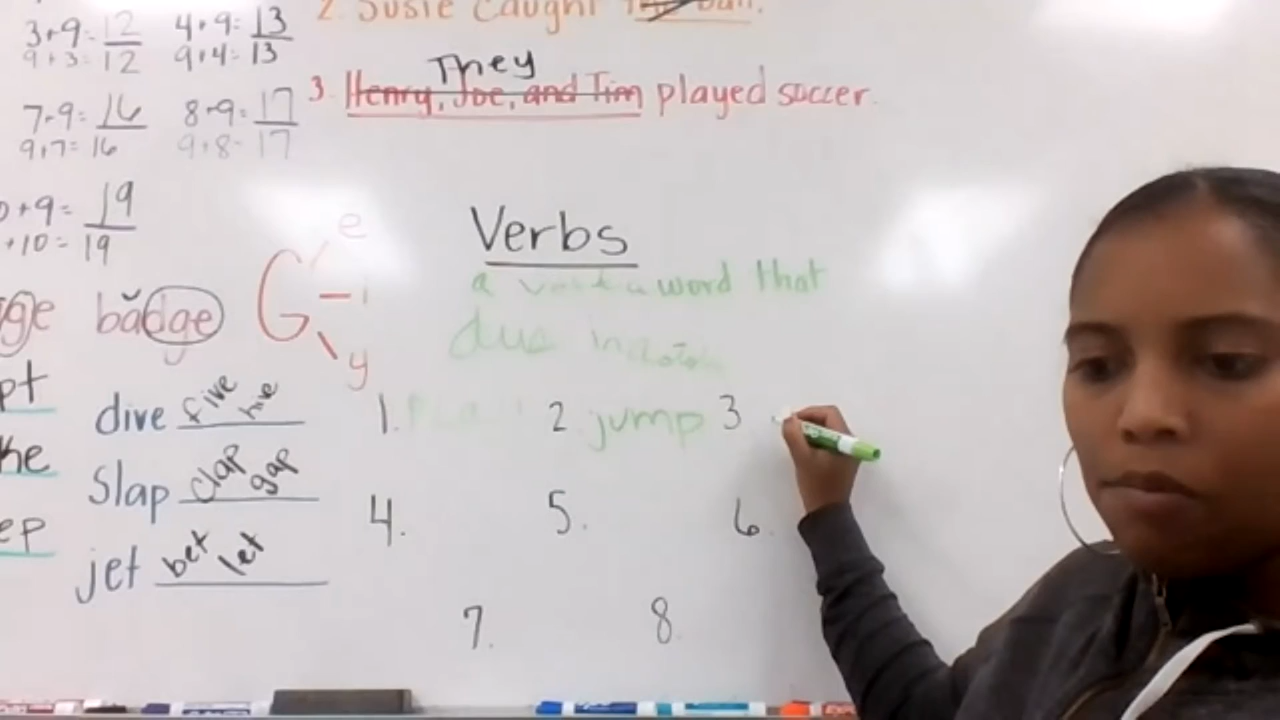 3+9=12 4+9=13
9+3=12 9+4=13
7+9=16 8+9=17
9+7=16 9+8=17
+9=19
+10=19
2. Susie caught the ball.
They
3. Henry, Joe, and Tim played soccer.
Verbs
a word that
G e
i
y
badge
dive five hive
slap clap gap
jet bet let
1. 2. jump 3
4. 5. 6.
7. 8.